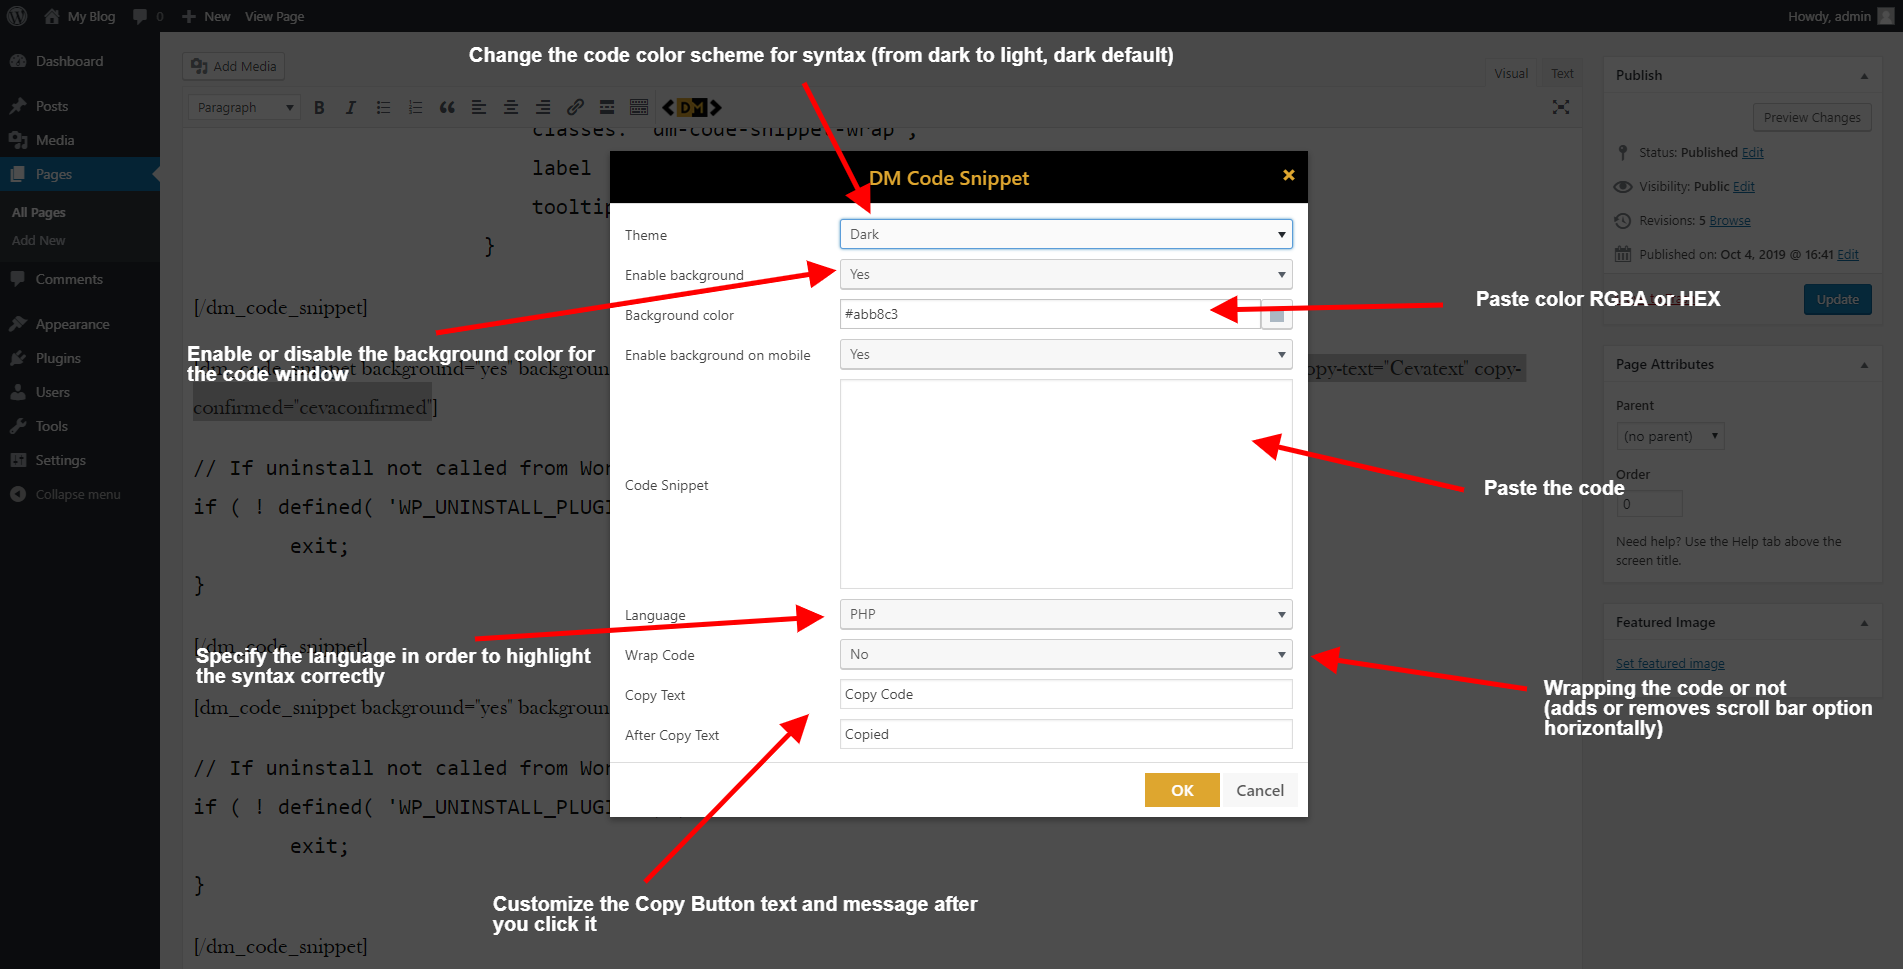 My Blog
0
New
View Page
Howdy, admin
Dashboard
Posts
Media
Pages
All Pages
Add New
Comments
Appearance
Plugins
Users
Tools
Settings
Collapse menu
Change the code color scheme for syntax (from dark to light, dark default)
Add Media
Visual
Text
Paragraph
B
I
DM
classes: 'dm-code-snippet-wrap',
label
tooltip
}
[/dm_code_snippet]
Enable or disable the background color for
the code window
[dm_code_snippet background="yes" backgroun
opy-text="Cevatext" copy-
confirmed="cevaconfirmed"]
// If uninstall not called from Wor
if ( ! defined( 'WP_UNINSTALL_PLUGI
exit;
}
[/dm_code_snippet]
Specify the language in order to highlight
the syntax correctly
[dm_code_snippet background="yes" backgroun
// If uninstall not called from Wor
if ( ! defined( 'WP_UNINSTALL_PLUGI
exit;
}
Customize the Copy Button text and message after
you click it
[/dm_code_snippet]
DM Code Snippet
Theme
Dark
Enable background
Yes
Background color
#abb8c3
Enable background on mobile
Yes
Code Snippet
Language
PHP
Wrap Code
No
Copy Text
Copy Code
After Copy Text
Copied
OK
Cancel
Publish
Preview Changes
Status: Published Edit
Visibility: Public Edit
Revisions: 5 Browse
Published on: Oct 4, 2019 @ 16:41 Edit
Paste color RGBA or HEX
Update
Page Attributes
Parent
(no parent)
Order
Paste the code
0
Need help? Use the Help tab above the
screen title.
Featured Image
Set featured image
Wrapping the code or not
(adds or removes scroll bar option
horizontally)